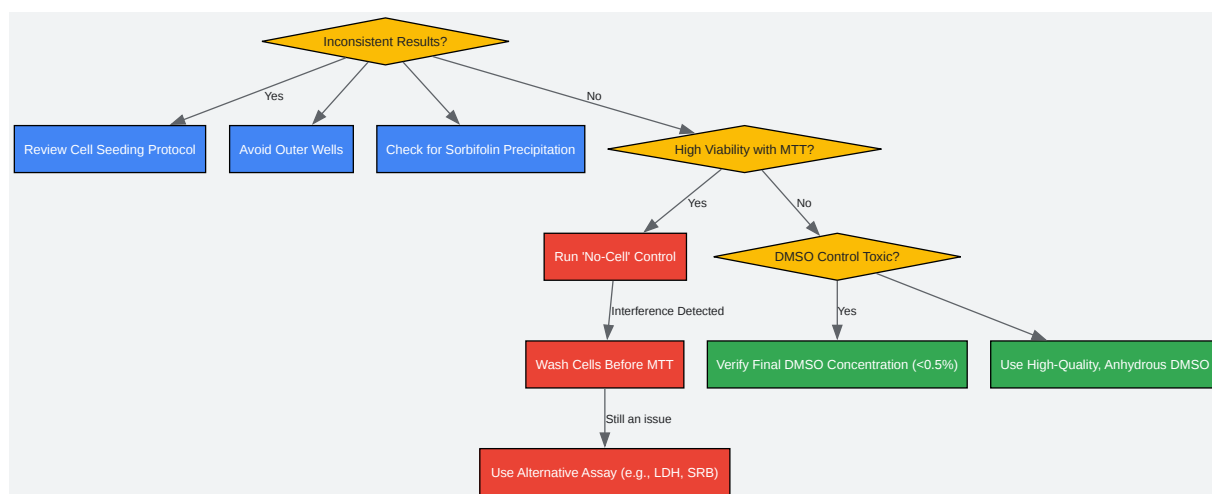 Inconsistent Results?
Yes
No
Review Cell Seeding Protocol
Avoid Outer Wells
Check for Sorbifolin Precipitation
High Viability with MTT?
Yes
No
Run 'No-Cell' Control
DMSO Control Toxic?
Interference Detected
Yes
Wash Cells Before MTT
Verify Final DMSO Concentration (<0.5%)
Use High-Quality, Anhydrous DMSO
Still an issue
Use Alternative Assay (e.g., LDH, SRB)